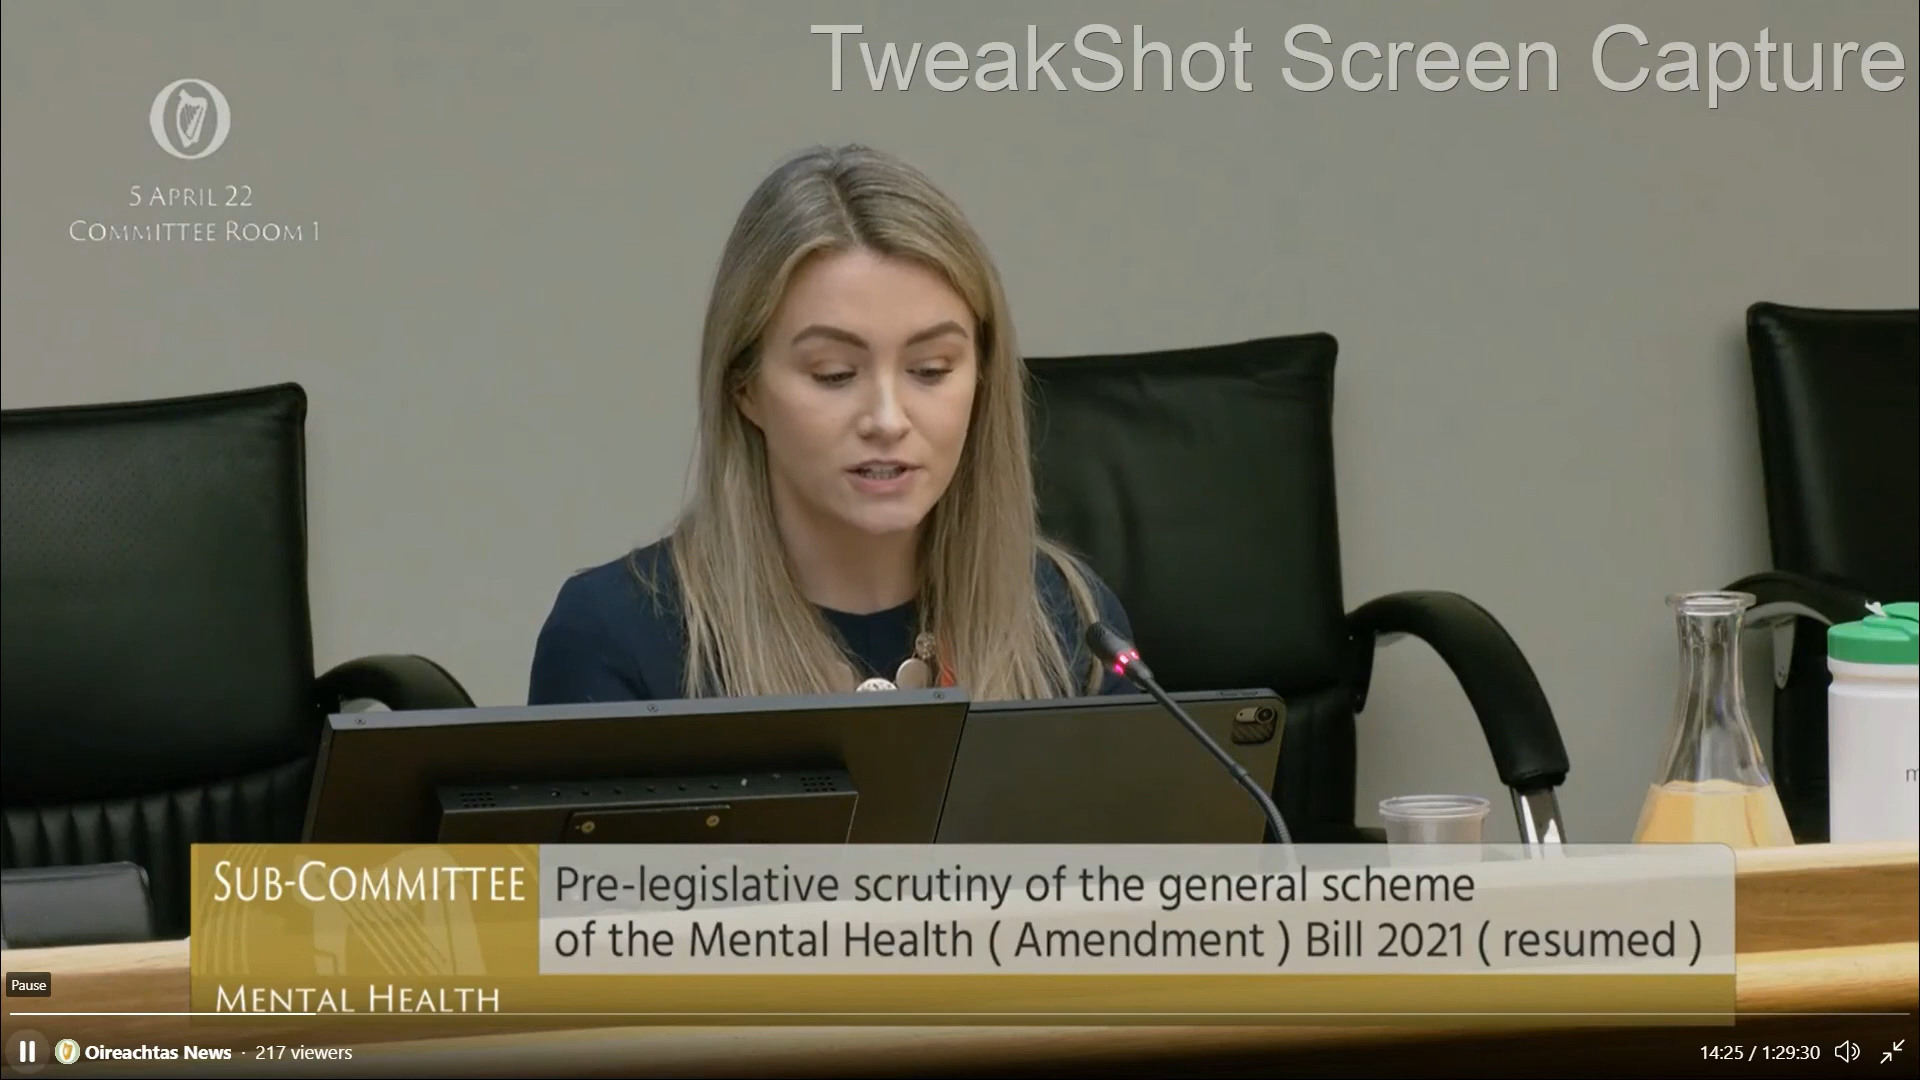 TweakShot Screen Capture
5 APRIL 22
COMMITTEE ROOM 1
SUB-COMMITTEE
Pre-legislative scrutiny of the general scheme
of the Mental Health ( Amendment ) Bill 2021 ( resumed )
MENTAL HEALTH
Pause
Oireachtas News · 217 viewers
14:25 / 1:29:30